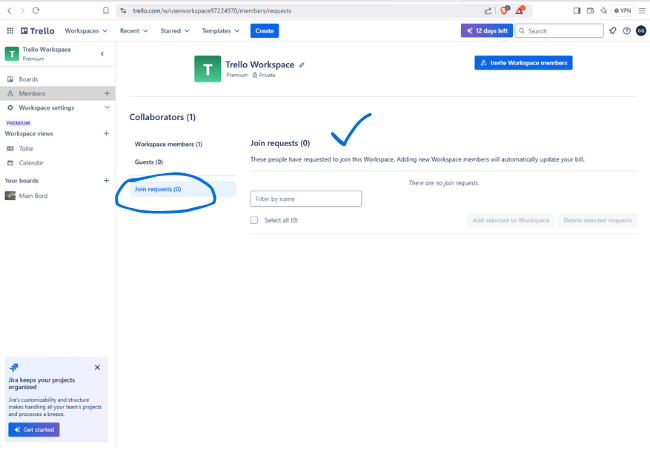 trello.com/w/userworkspace97224970/members/requests
VPN
Trello
Workspaces
Recent
Starred
Templates
Create
12 days left
Search
GG
T
Trello Workspace
Premium
Boards
Members
Workspace settings
PREMIUM
Workspace views
Table
Calendar
Your boards
Main Bord
T
Trello Workspace
Premium
Private
Invite Workspace members
Collaborators (1)
Workspace members (1)
Guests (0)
Join requests (0)
Join requests (0)
These people have requested to join this Workspace. Adding new Workspace members will automatically update your bill.
There are no join requests.
Filter by name
Select all (0)
Add selected to Workspace
Delete selected requests
Jira keeps your projects
organized
Jira's customizability and structure
makes handling all your team's projects
and processes a breeze.
Get started